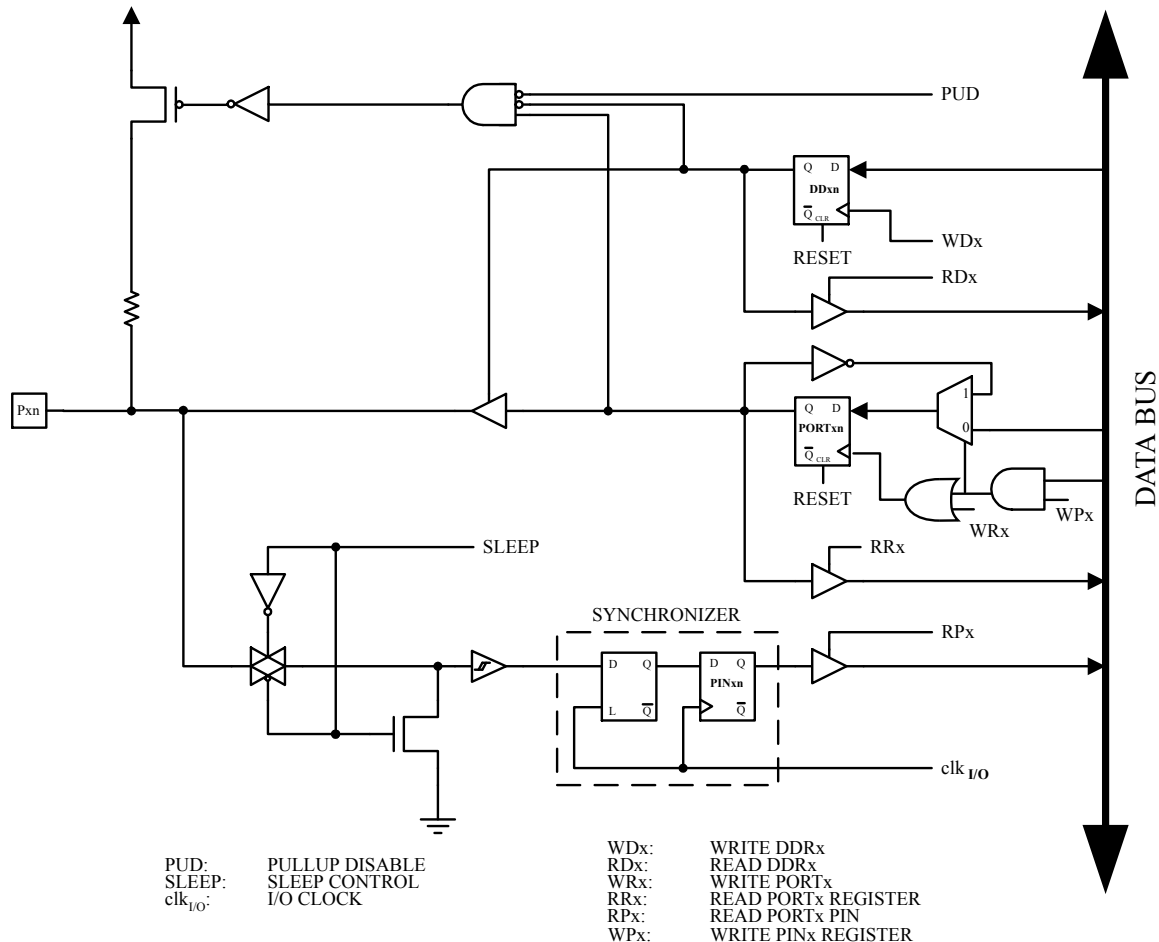 PUD
Q D
DDxn
Q CLR
WDx
RESET
RDx
Pxn
1
Q D
PORTxn
0
Q CLR
RESET
WRx
WPx
DATA BUS
SLEEP
RRx
SYNCHRONIZER
RPx
D Q
D Q
PINxn
L Q
Q
clk I/O
PUD: PULLUP DISABLE
SLEEP: SLEEP CONTROL
clkI/O: I/O CLOCK
WDx: WRITE DDRx
RDx: READ DDRx
WRx: WRITE PORTx
RRx: READ PORTx REGISTER
RPx: READ PORTx PIN
WPx: WRITE PINx REGISTER